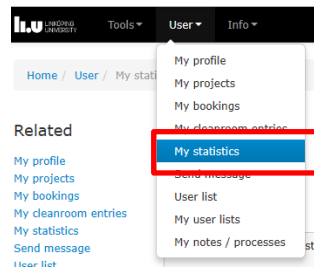 LINKÖPING
UNIVERSITY
Tools User Info
Home / User / My stati
My profile
My projects
My bookings
My cleanroom entries
My statistics
Send message
User list
My user lists
My notes / processes
Related
My profile
My projects
My bookings
My cleanroom entries
My statistics
Send message
User list
st